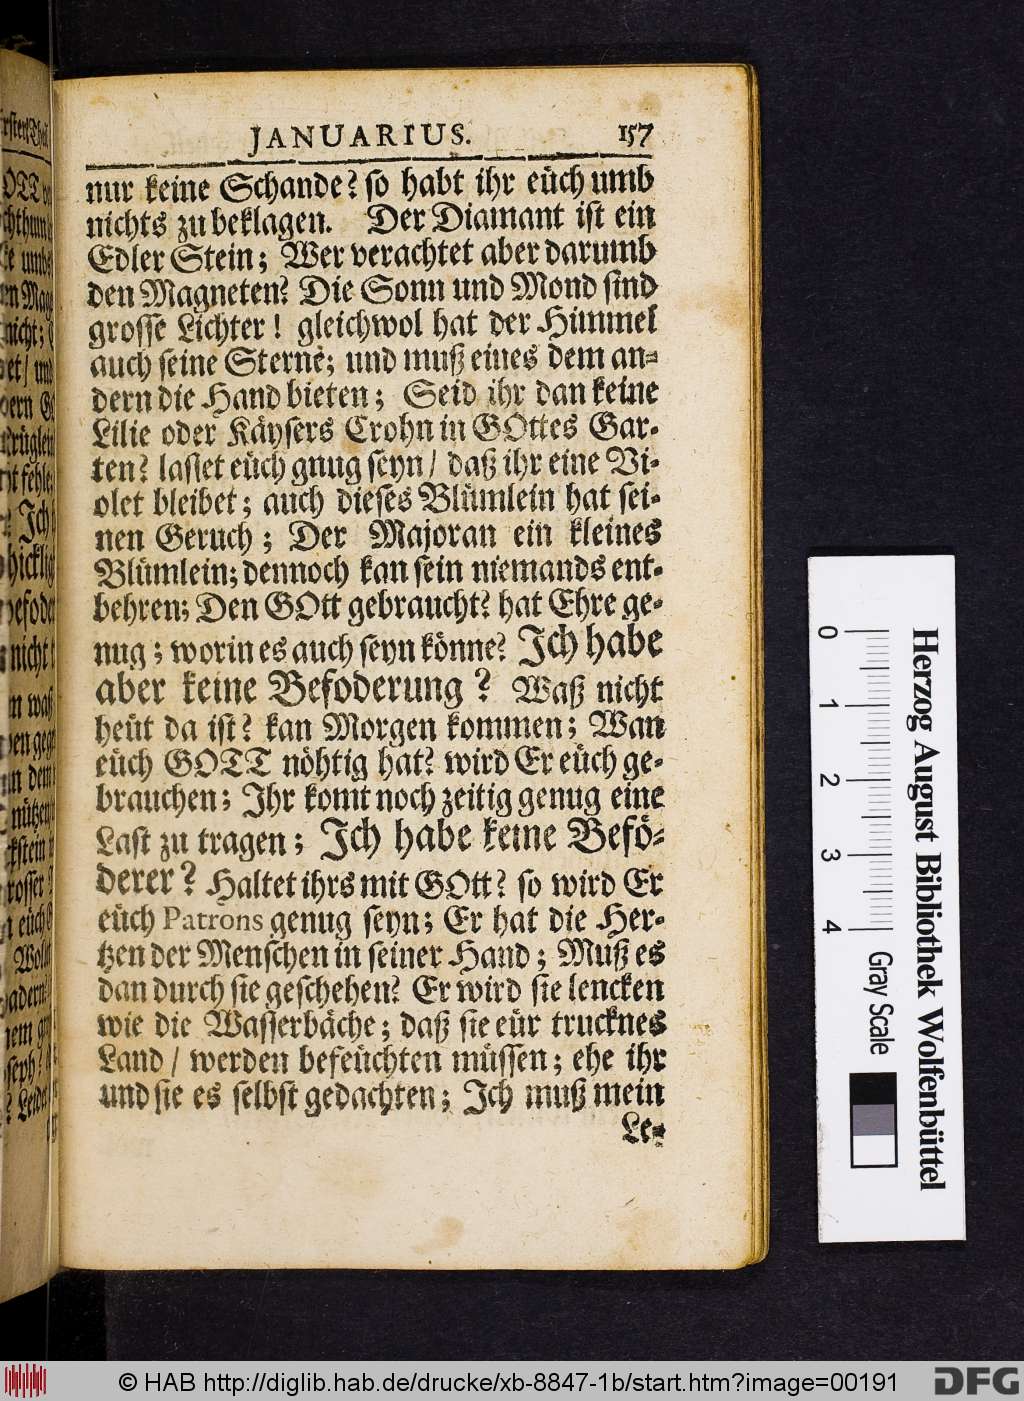 JANUARIUS. 157
nur keine Schande? so habt ihr eüch umb
nichts zu beklagen. Der Diamant ist ein
Edler Stein; Wer verachtet aber darumb
den Magneten? Die Sonn und Mond sind
grosse Lichter! gleichwol hat der Himmel
auch seine Sterne; und muß eines dem an=
dern die Hand bieten; Seid ihr dan keine
Lilie oder Käysers Crohn in GOttes Gar=
ten? lasset eüch gnug seyn/ daß ihr eine Vi=
olet bleibet; auch dieses Blümlein hat sei=
nen Geruch; Der Majoran ein kleines
Blümlein; dennoch kan sein niemands ent=
behren; Den GOtt gebraucht? hat Ehre ge=
nug; worin es auch seyn könne? Ich habe
aber keine Befoderung? Waß nicht
heüt da ist? kan Morgen kommen; Wan
eüch GOTT nöhtig hat? wird Er eüch ge=
brauchen; Ihr komt noch zeitig genug eine
Last zu tragen; Ich habe keine Beför=
derer? Haltet ihrs mit GOtt? so wird Er
eüch Patrons genug seyn; Er hat die Her=
tzen der Menschen in seiner Hand; Muß es
dan durch sie geschehen? Er wird sie lencken
wie die Wasserbäche; daß sie eür trucknes
Land/ werden befeüchten müssen; ehe ihr
und sie es selbst gedachten; Ich muß mein
Le=
0 1 2 3 4 Gray Scale
Herzog August Bibliothek Wolfenbüttel
© HAB http://diglib.hab.de/drucke/xb-8847-1b/start.htm?image=00191
DFG